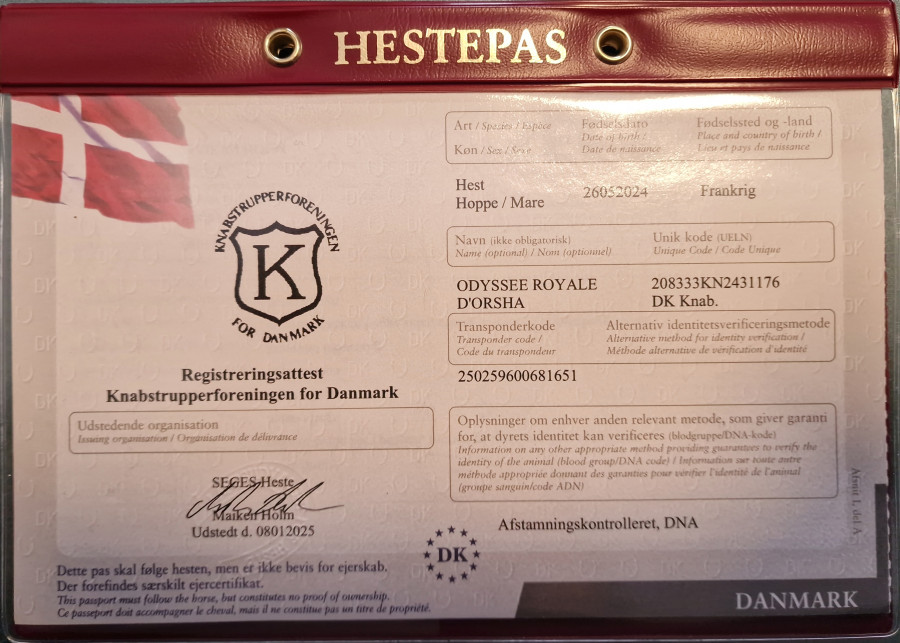 HESTEPAS
KNABSTRUPPERFORENINGEN
K
FOR DANMARK
Registreringsattest
Knabstrupperforeningen for Danmark
Udstedende organisation
Issuing organisation / Organisation de délivrance
SEGES Heste
Maiken Holm
Udstedt d. 08012025
Dette pas skal følge hesten, men er ikke bevis for ejerskab.
Der forefindes særskilt ejercertifikat.
This passport must follow the horse, but constitutes no proof of ownership.
Ce passeport doit accompagner le cheval, mais il ne constitue pas un titre de propriété.
Art / Species / Espèce
Køn / Sex / Sexe
Fødselsdato
Date of birth /
Date de naissance
Fødselssted og -land
Place and country of birth /
Lieu et pays de naissance
Hest
Hoppe / Mare
26052024
Frankrig
Navn (ikke obligatorisk)
Name (optional) / Nom (optionnel)
Unik kode (UELN)
Unique Code / Code Unique
ODYSSEE ROYALE
D'ORSHA
208333KN2431176
DK Knab.
Transponderkode
Transponder code /
Code du transpondeur
Alternativ identitetsverificeringsmetode
Alternative method for identity verification /
Méthode alternative de vérification d'identité
250259600681651
Oplysninger om enhver anden relevant metode, som giver garanti
for, at dyrets identitet kan verificeres (blodgruppe/DNA-kode)
Information on any other appropriate method providing guarantees to verify the
identity of the animal (blood group/DNA code) / Information sur toute autre
méthode appropriée donnant des garanties pour vérifier l'identité de l'animal
(groupe sanguin/code ADN)
Afstamningskontrolleret, DNA
Afsnit I, del A
DK
DANMARK